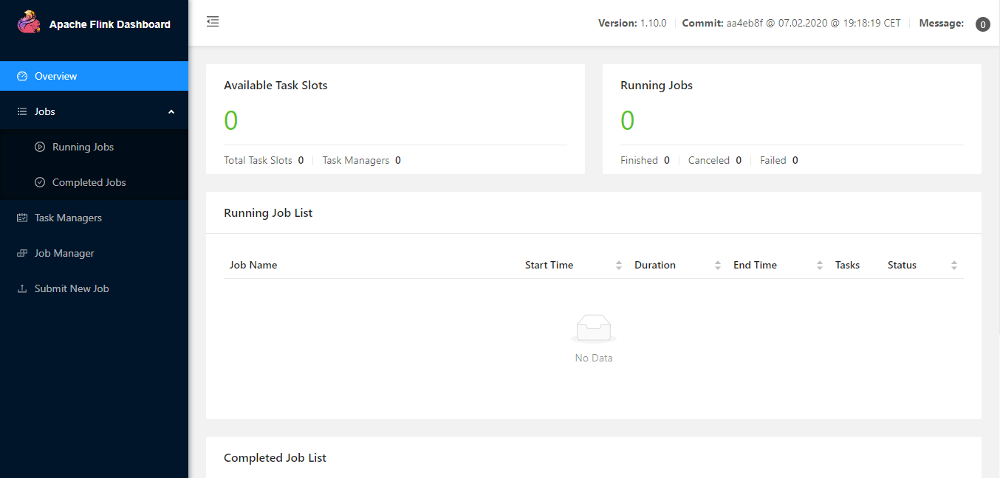 Apache Flink Dashboard
Version: 1.10.0 Commit: aa4eb8f @ 07.02.2020 @ 19:18:19 CET Message: 0
Overview
Jobs
Running Jobs
Completed Jobs
Task Managers
Job Manager
Submit New Job
Available Task Slots
0
Total Task Slots 0 Task Managers 0
Running Jobs
0
Finished 0 Canceled 0 Failed 0
Running Job List
Job Name Start Time Duration End Time Tasks Status
No Data
Completed Job List